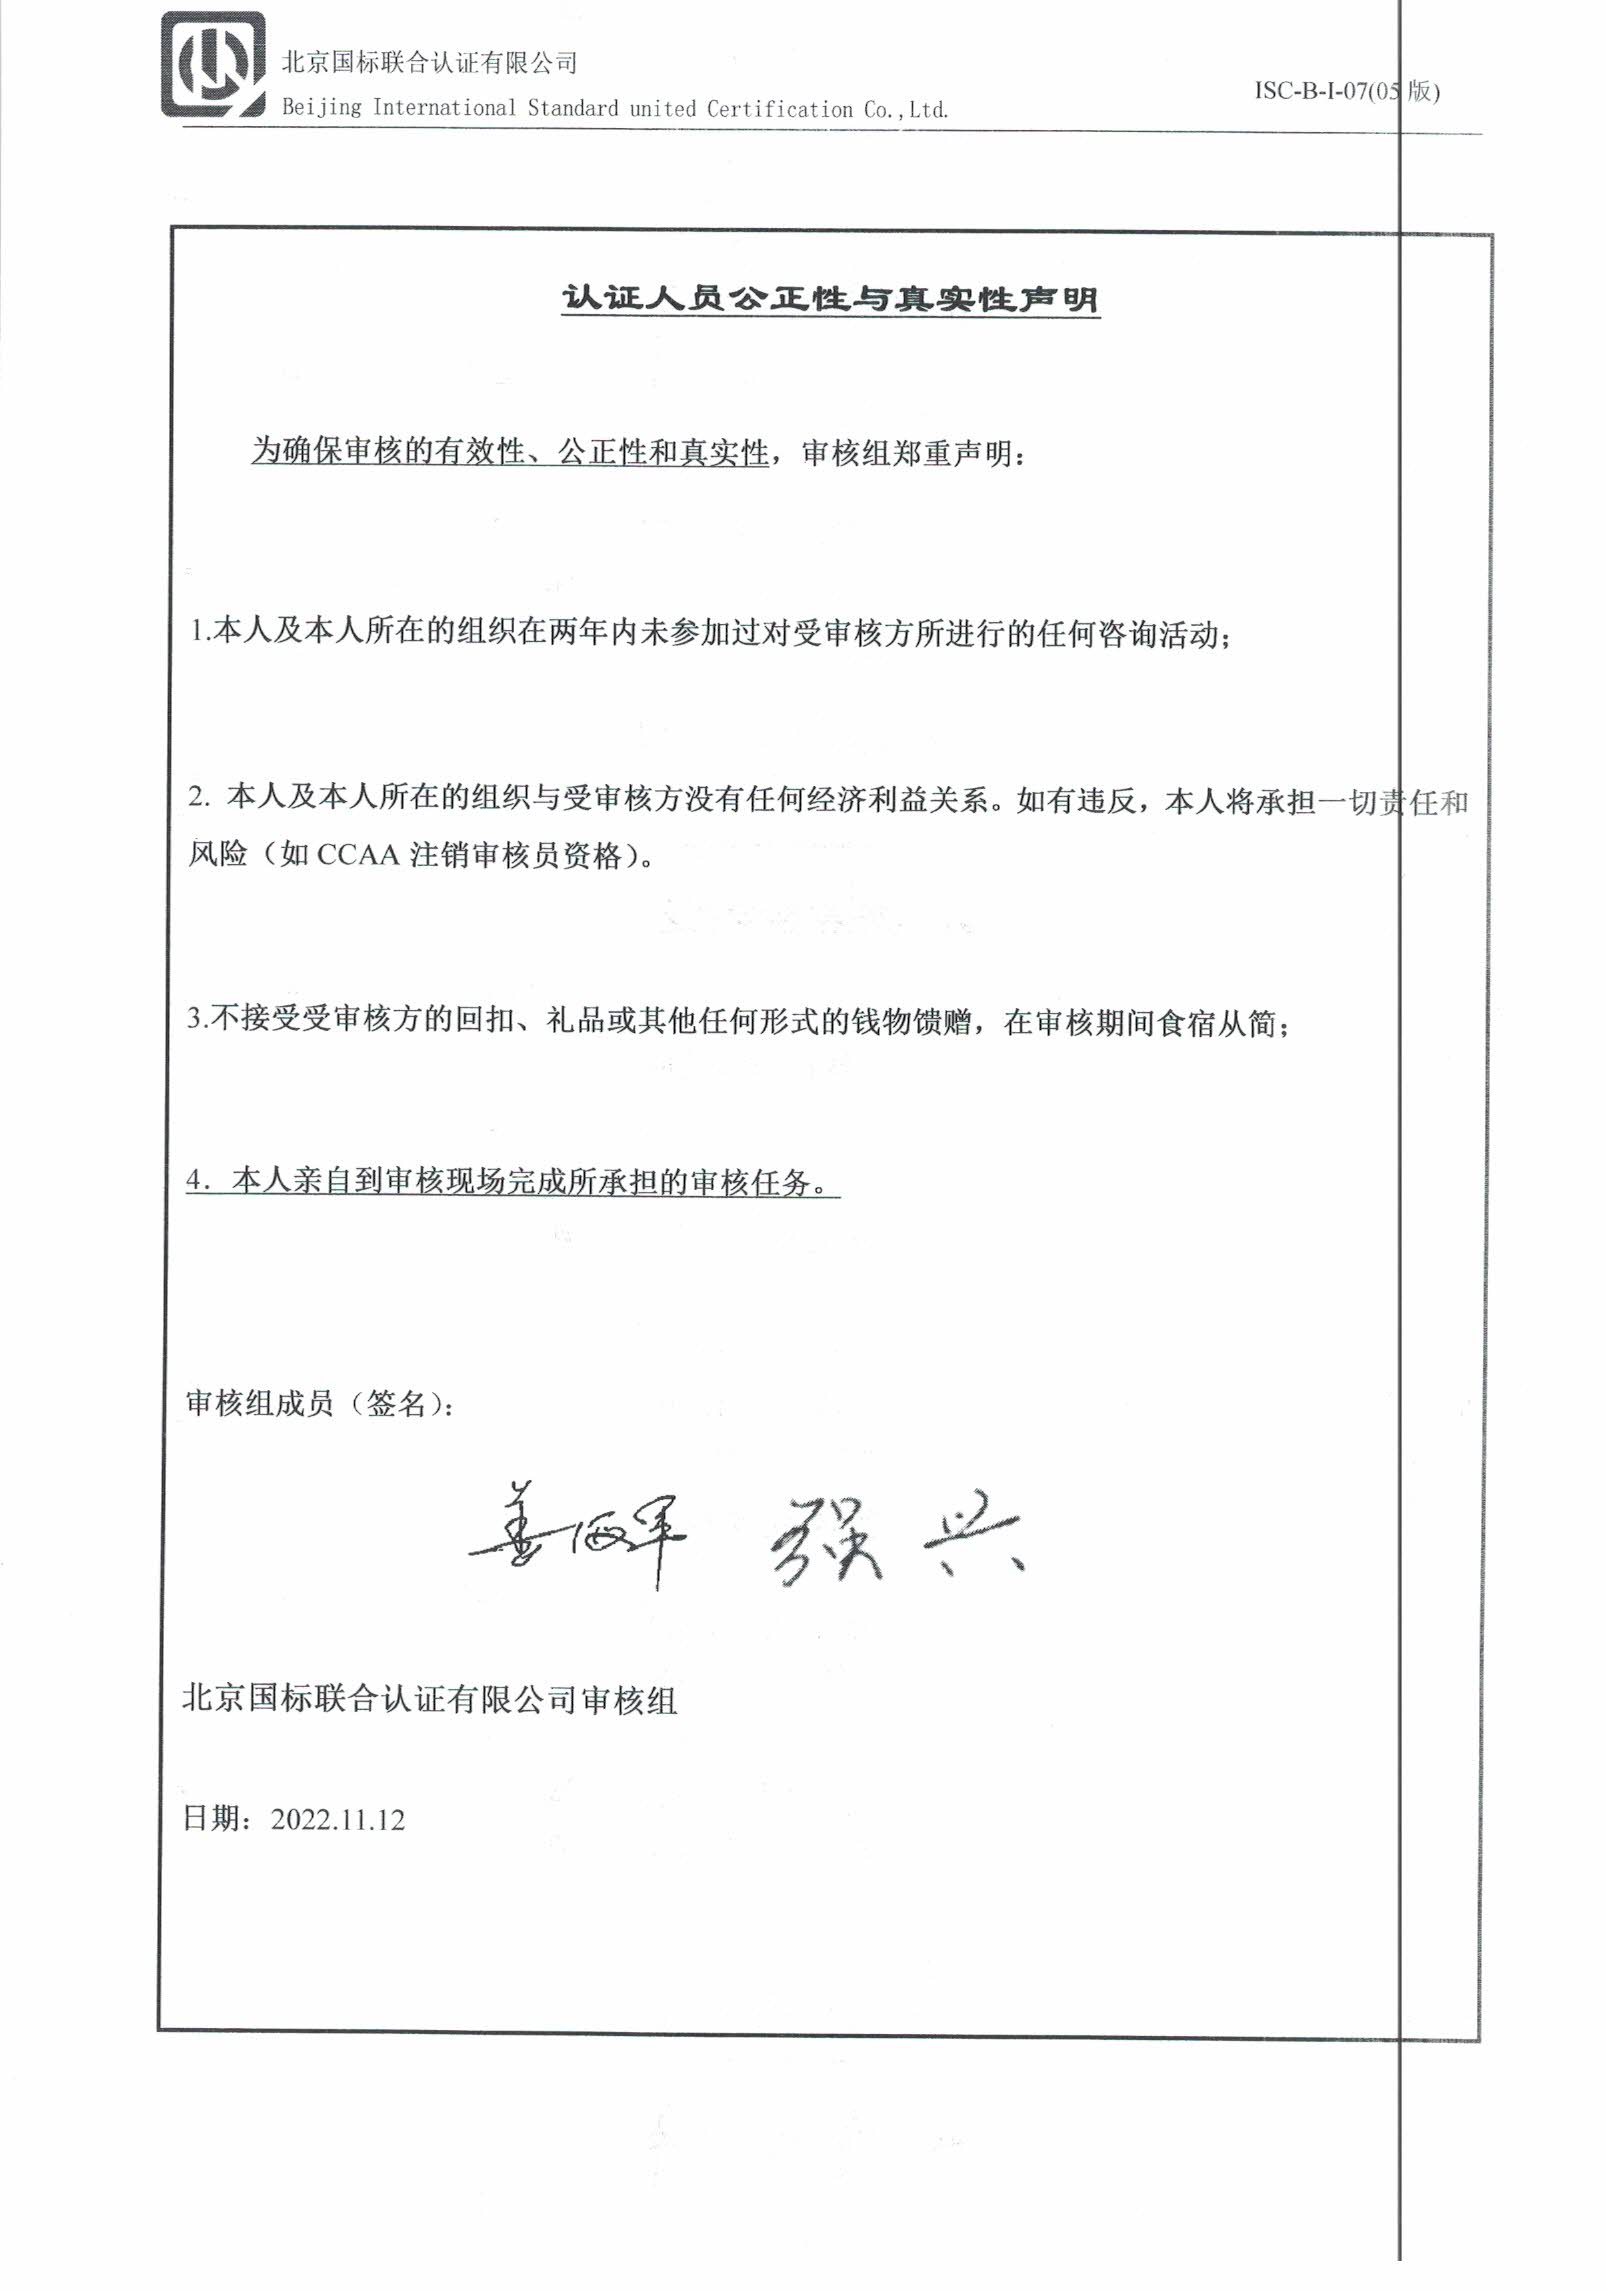 北京国标联合认证有限公司
Beijing International Standard united Certification Co.,Ltd.
ISC-B-I-07(05 版)
认证人员公正性与真实性声明
为确保审核的有效性、公正性和真实性，审核组郑重声明：
1.本人及本人所在的组织在两年内未参加过对受审核方所进行的任何咨询活动；
2. 本人及本人所在的组织与受审核方没有任何经济利益关系。如有违反，本人将承担一切责任和
风险（如 CCAA 注销审核员资格）。
3.不接受受审核方的回扣、礼品或其他任何形式的钱物馈赠，在审核期间食宿从简；
4．本人亲自到审核现场完成所承担的审核任务。
审核组成员（签名）：
强兴
北京国标联合认证有限公司审核组
日期：2022.11.12